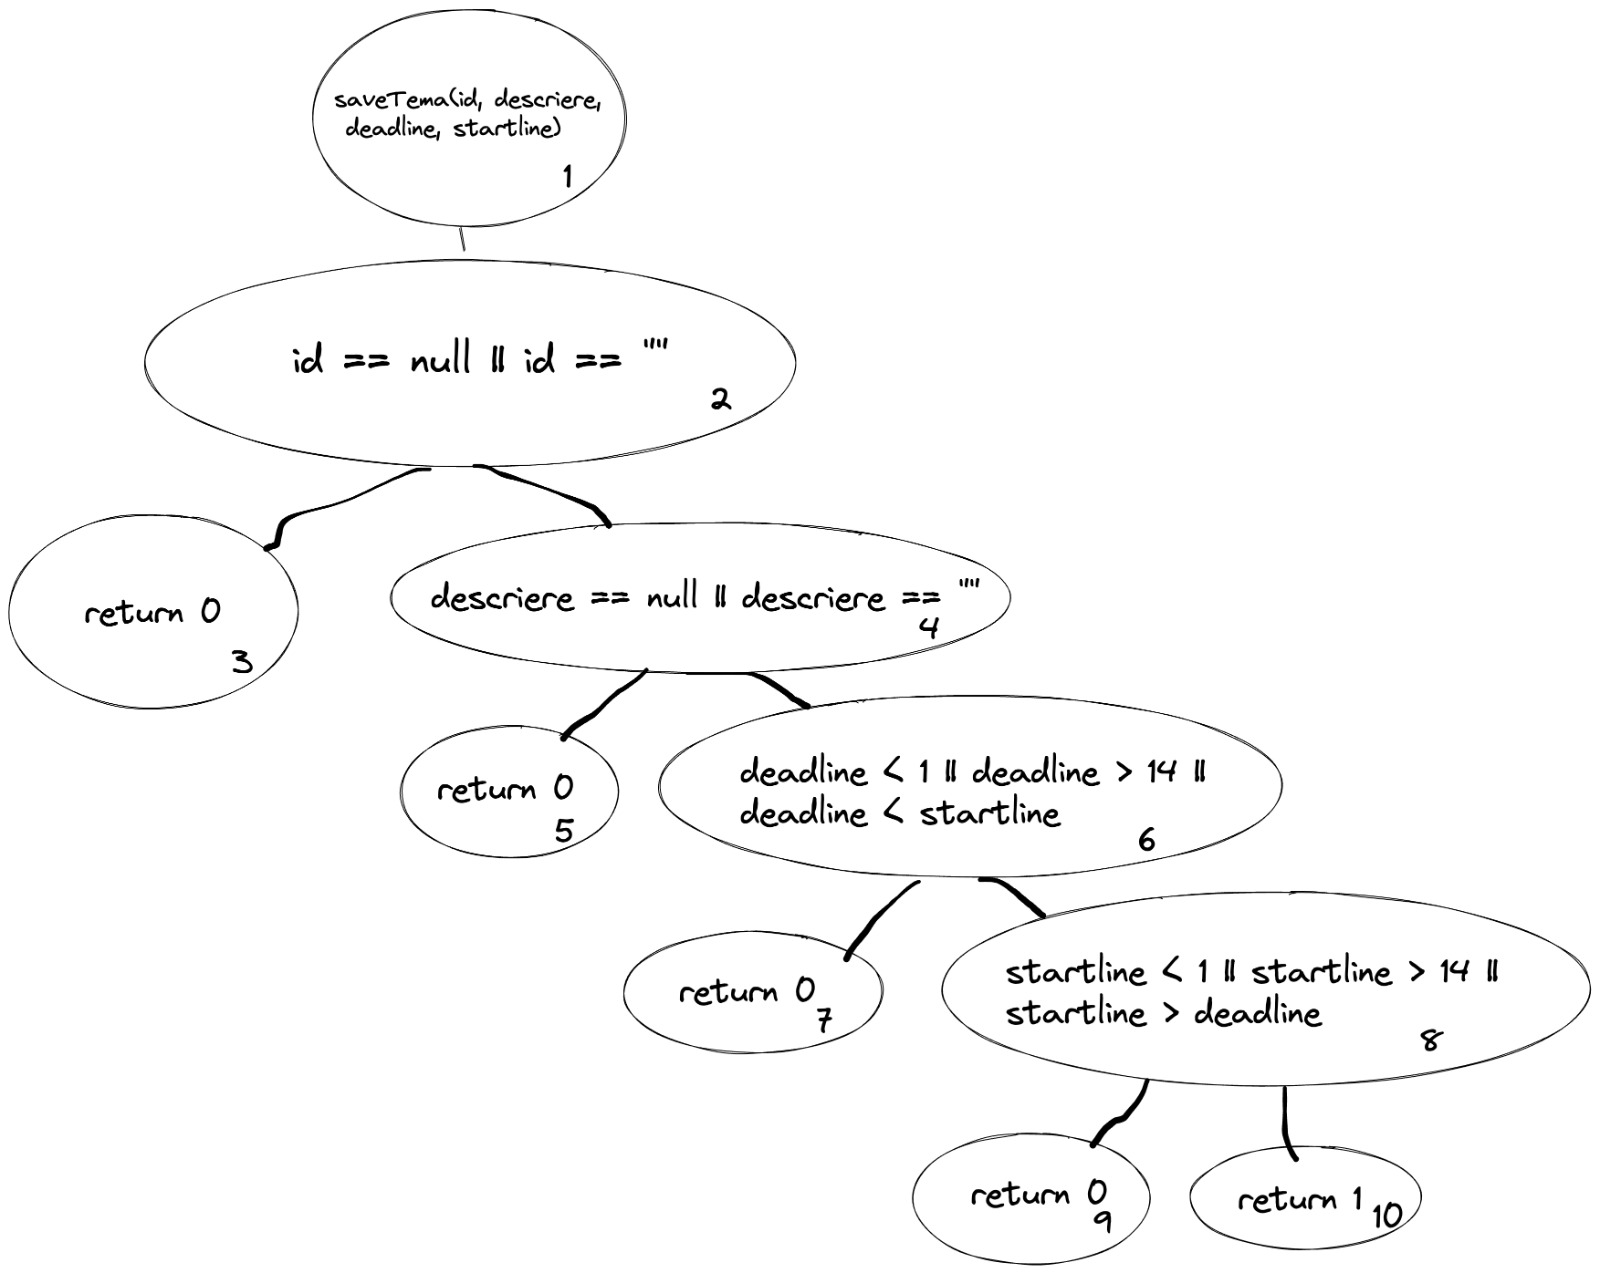 saveTema(id, descriere,
deadline, startline)
1
id == null || id == ""
2
return 0
3
descriere == null || descriere == ""
4
return 0
5
deadline < 1 || deadline > 14 ||
deadline < startline
6
return 0
7
startline < 1 || startline > 14 ||
startline > deadline
8
return 0
9
return 1
10